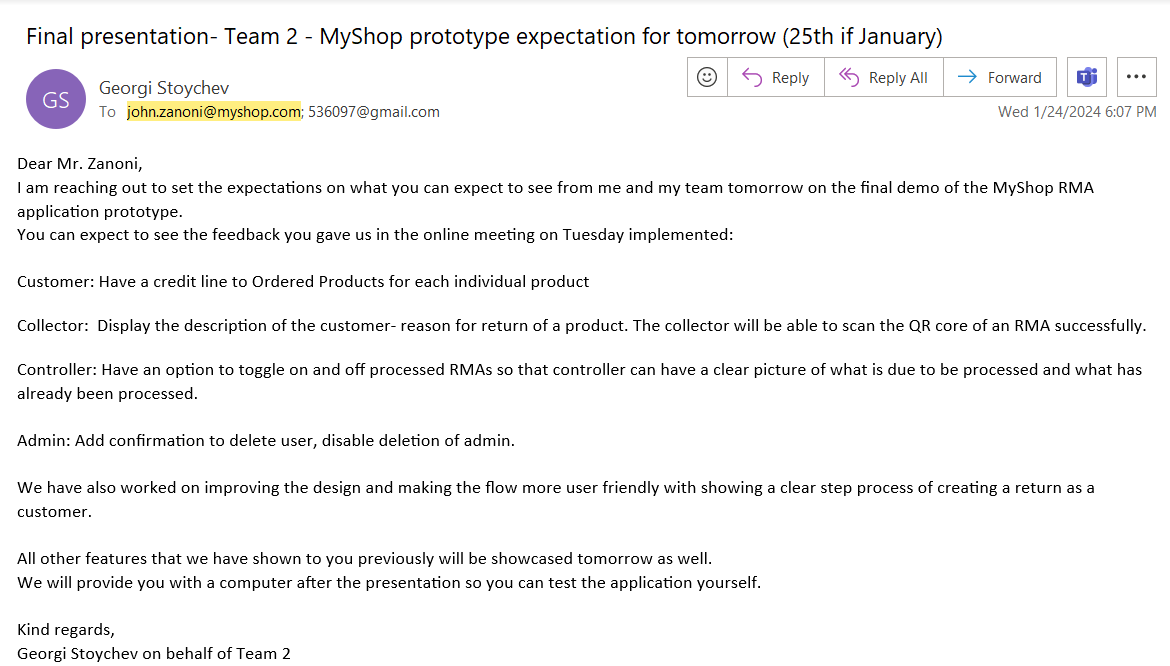 Final presentation- Team 2 - MyShop prototype expectation for tomorrow (25th if January)
GS
Georgi Stoychev
To john.zanoni@myshop.com; 536097@gmail.com
Reply
Reply All
Forward
Wed 1/24/2024 6:07 PM
Dear Mr. Zanoni,
I am reaching out to set the expectations on what you can expect to see from me and my team tomorrow on the final demo of the MyShop RMA
application prototype.
You can expect to see the feedback you gave us in the online meeting on Tuesday implemented:
Customer: Have a credit line to Ordered Products for each individual product
Collector:  Display the description of the customer- reason for return of a product. The collector will be able to scan the QR core of an RMA successfully.
Controller: Have an option to toggle on and off processed RMAs so that controller can have a clear picture of what is due to be processed and what has
already been processed.
Admin: Add confirmation to delete user, disable deletion of admin.
We have also worked on improving the design and making the flow more user friendly with showing a clear step process of creating a return as a
customer.
All other features that we have shown to you previously will be showcased tomorrow as well.
We will provide you with a computer after the presentation so you can test the application yourself.
Kind regards,
Georgi Stoychev on behalf of Team 2